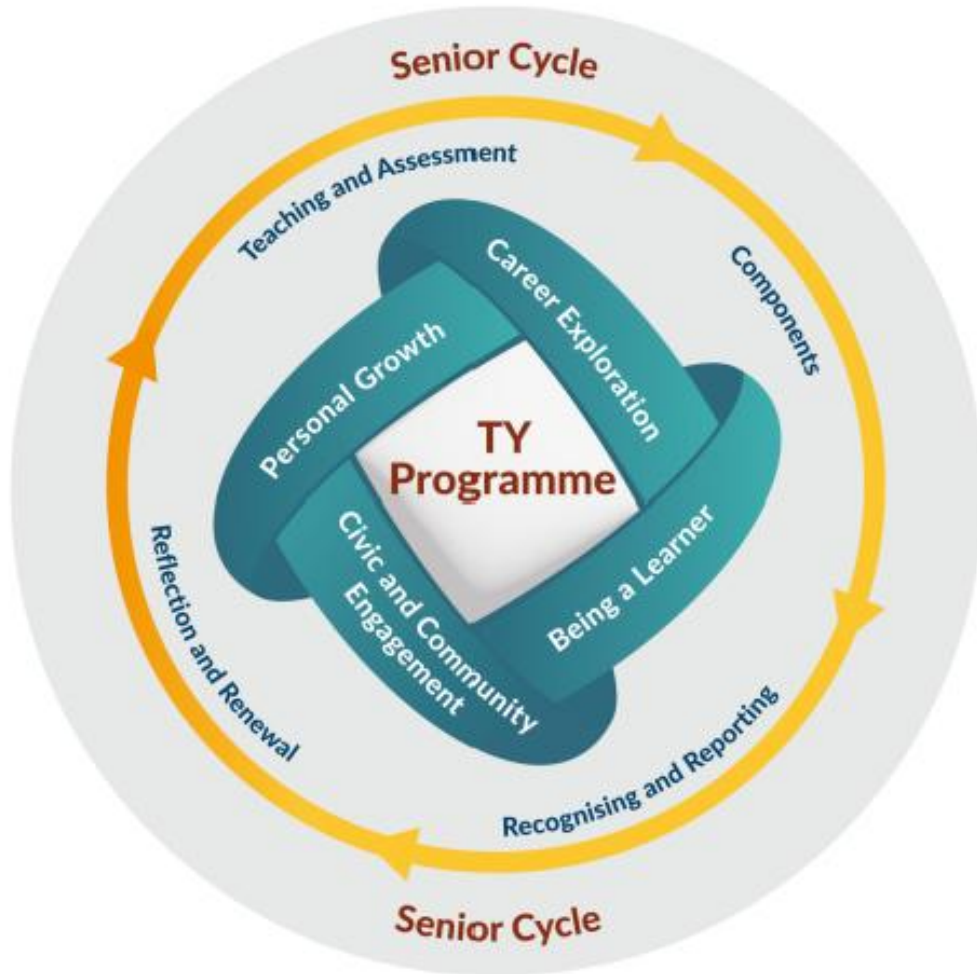 Senior Cycle
Teaching and Assessment
Components
Career Exploration
Personal Growth
TY
Programme
Being a Learner
Civic and Community
Engagement
Reflection and Renewal
Recognising and Reporting
Senior Cycle